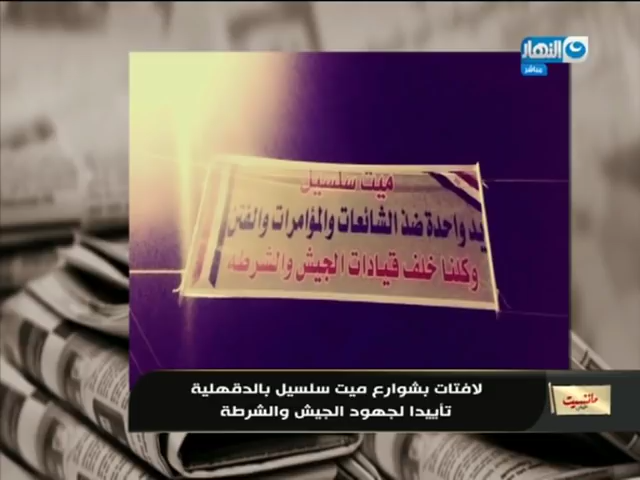 النهار
مباشر
ميت سلسيل
يد واحدة ضد الشائعات والمؤامرات والفتن
وكلنا خلف قيادات الجيش والشرطه
لافتات بشوارع ميت سلسيل بالدقهلية
تأييدا لجهود الجيش والشرطة
مانشيت